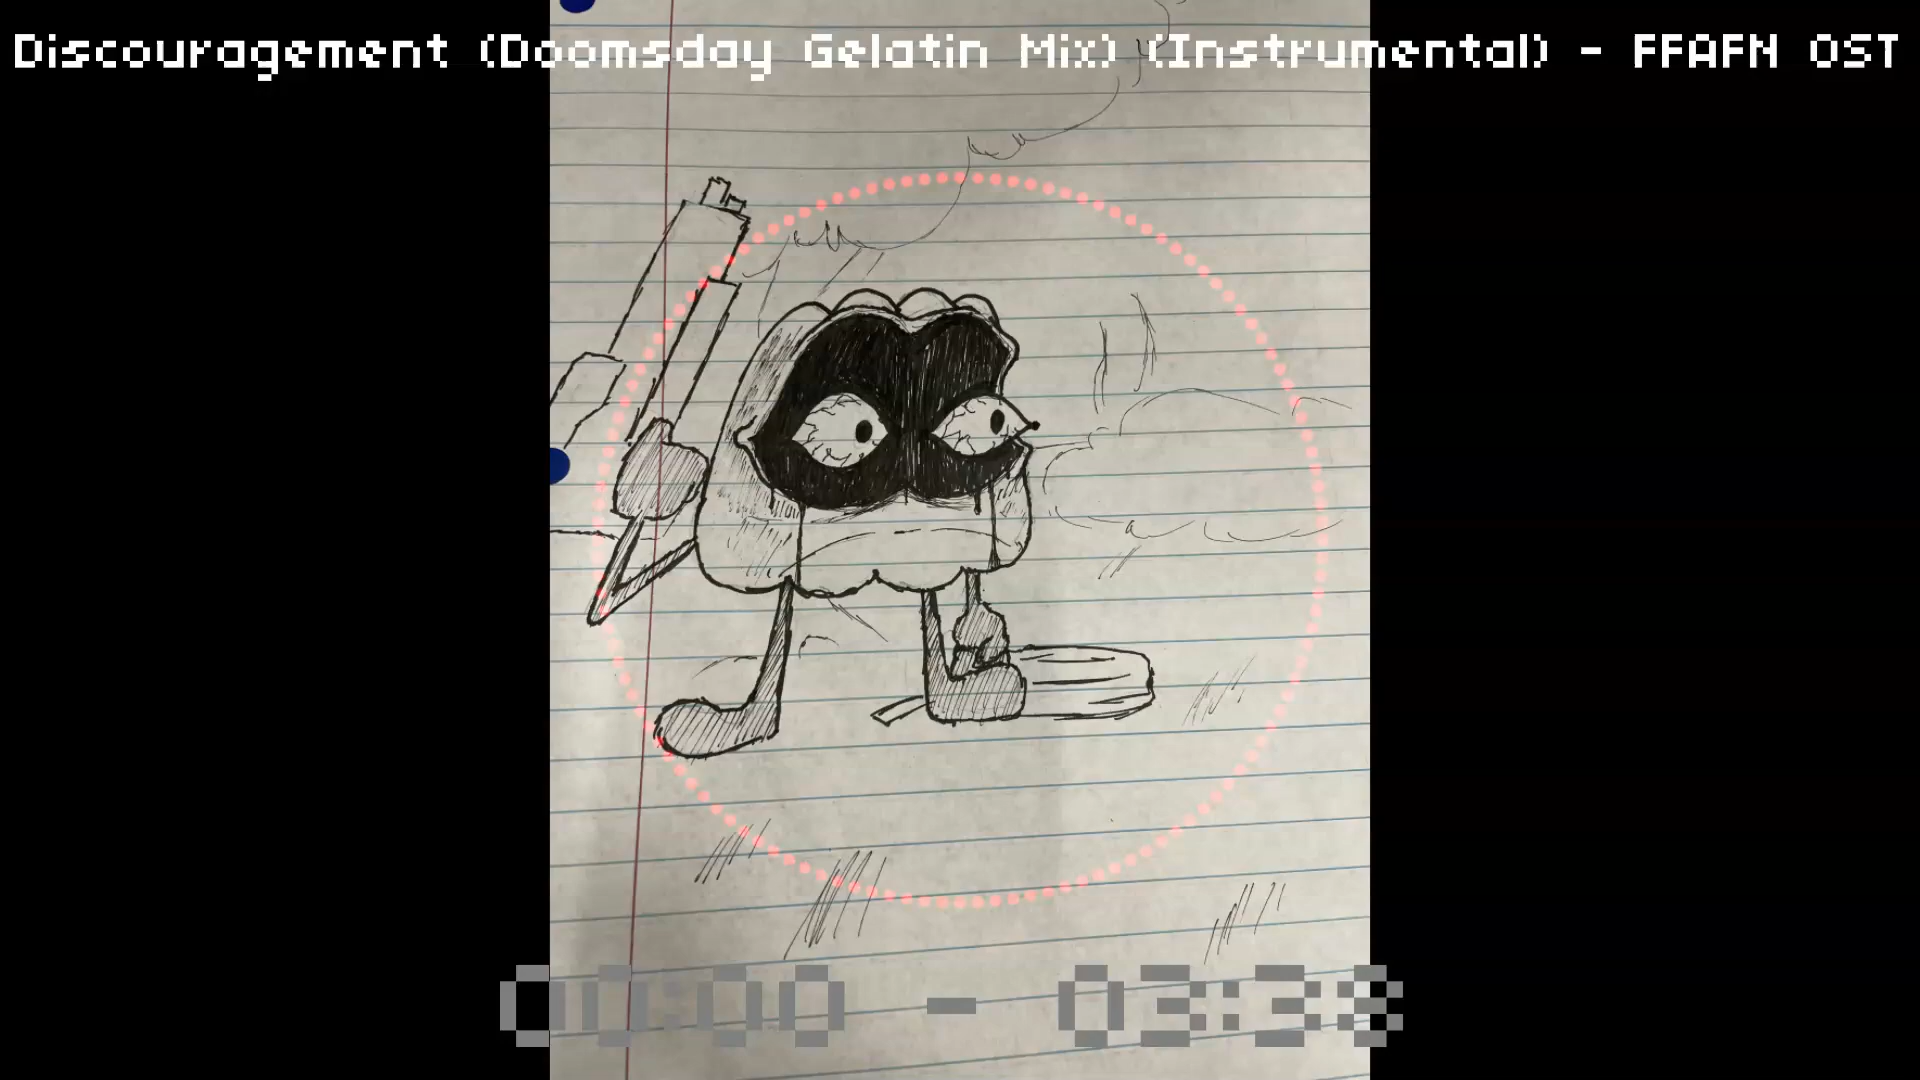 Discouragement (Doomsday Gelatin Mix) (Instrumental) - FFAFN OST
00:00 - 03:38